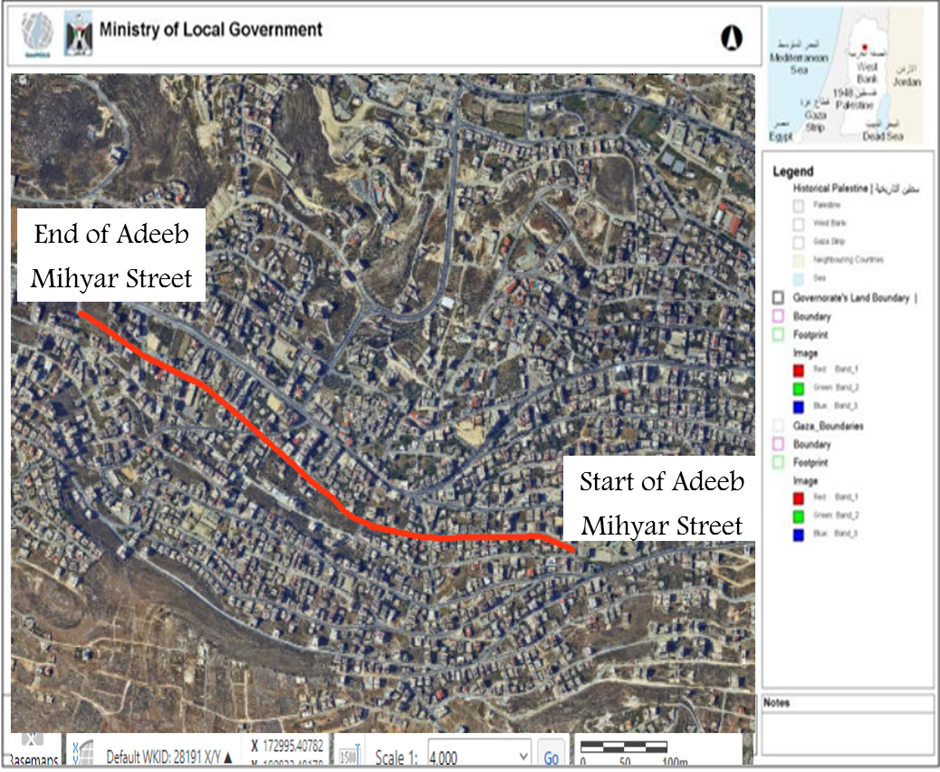 Ministry of Local Government
البحر المتوسط
Mediterranean
Sea
الضفة الغربية
West
Bank
الاردن
Jordan
1948
Palestine
قطاع غزة
Gaza
Strip
مصر
Egypt
البحر الميت
Dead Sea
End of Adeeb
Mihyar Street
Start of Adeeb
Mihyar Street
Legend
Historical Palestine |
Palestine
West Bank
Gaza Strip
Neighbouring Countries
Sea
Governorate's Land Boundary |
Boundary
Footprint
Image
Red: Band_1
Green: Band_2
Blue: Band_3
Gaza_Boundaries
Boundary
Footprint
Image
Red: Band_1
Green: Band_2
Blue: Band_3
Notes
Basemaps
X
Y
Default WKID: 28191 X/Y ▲
X 172995.40782
1500
Scale 1: 4.000
Go
0 50 100m